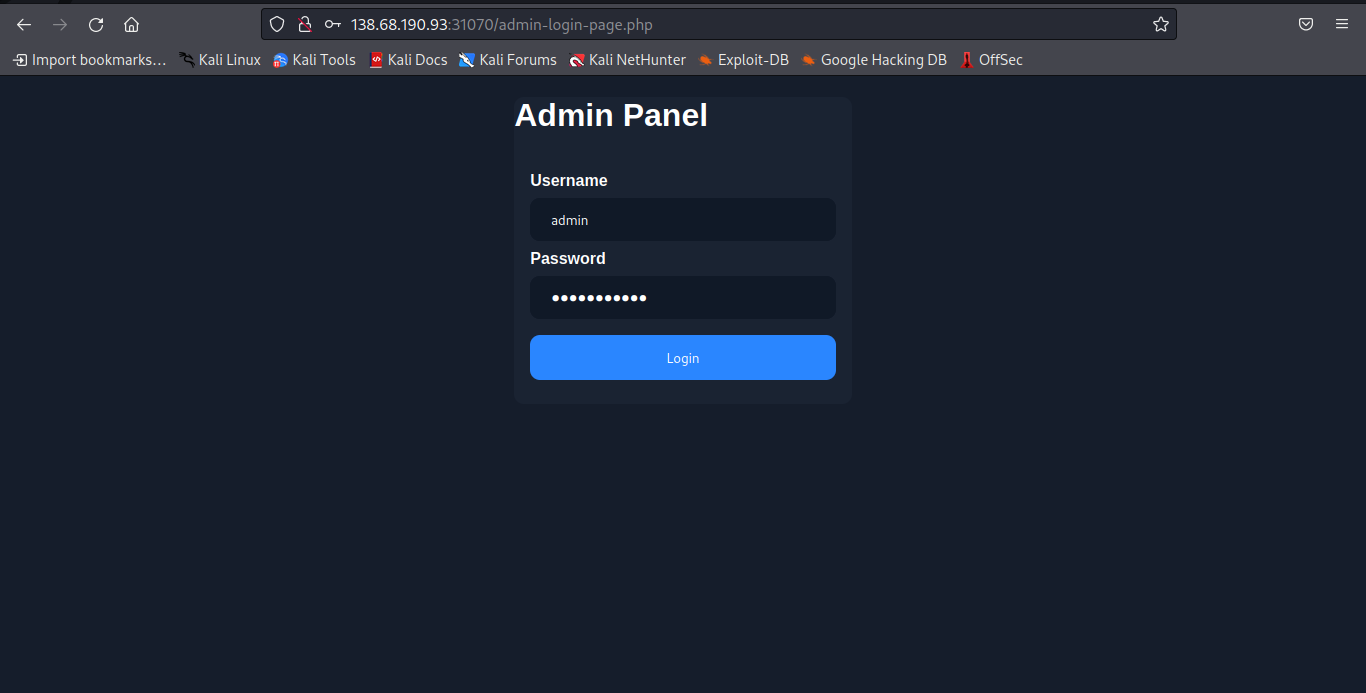 138.68.190.93:31070/admin-login-page.php
Import bookmarks... Kali Linux Kali Tools Kali Docs Kali Forums Kali NetHunter Exploit-DB Google Hacking DB OffSec
Admin Panel
Username
admin
Password
•••••••••••
Login